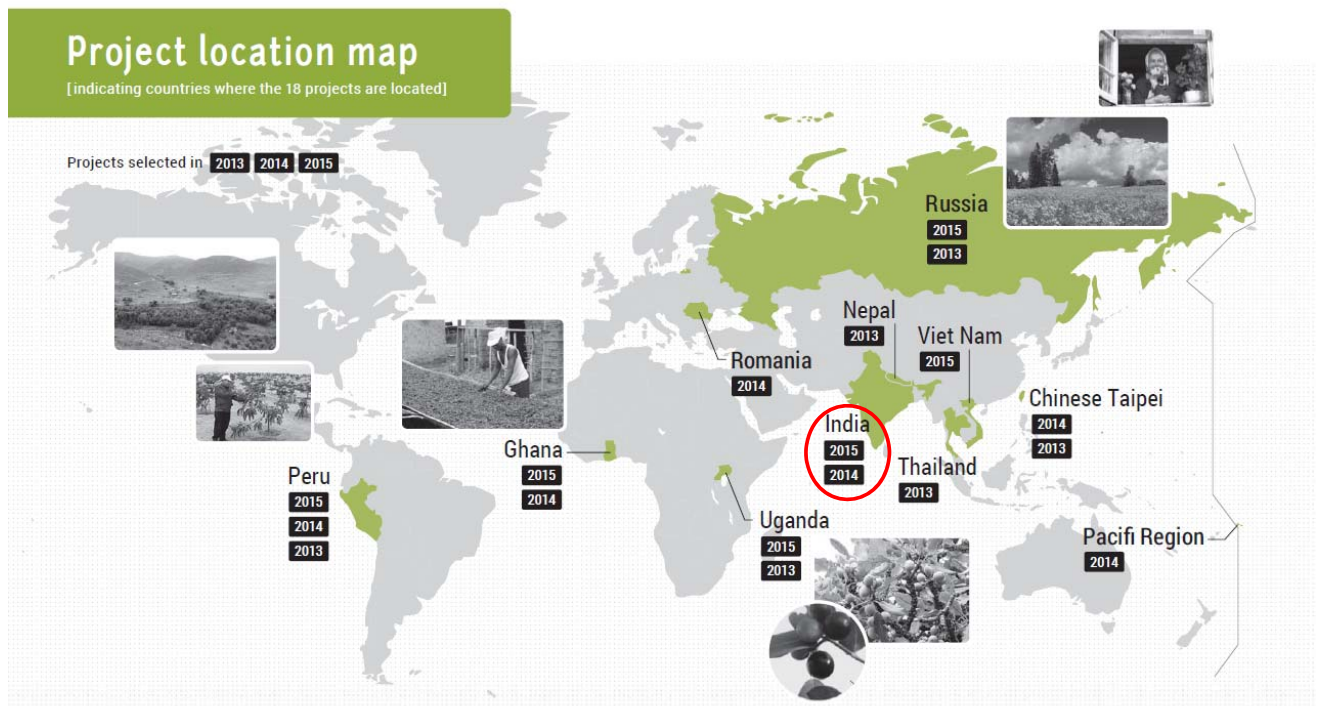 Project location map
[indicating countries where the 18 projects are located]
Projects selected in 2013 2014 2015
Russia
2015
2013
Nepal
2013
Viet Nam
2015
Romania
2014
Chinese Taipei
2014
2013
India
2015
2014
Thailand
2013
Ghana
2015
2014
Peru
2015
2014
2013
Uganda
2015
2013
Pacifi Region
2014